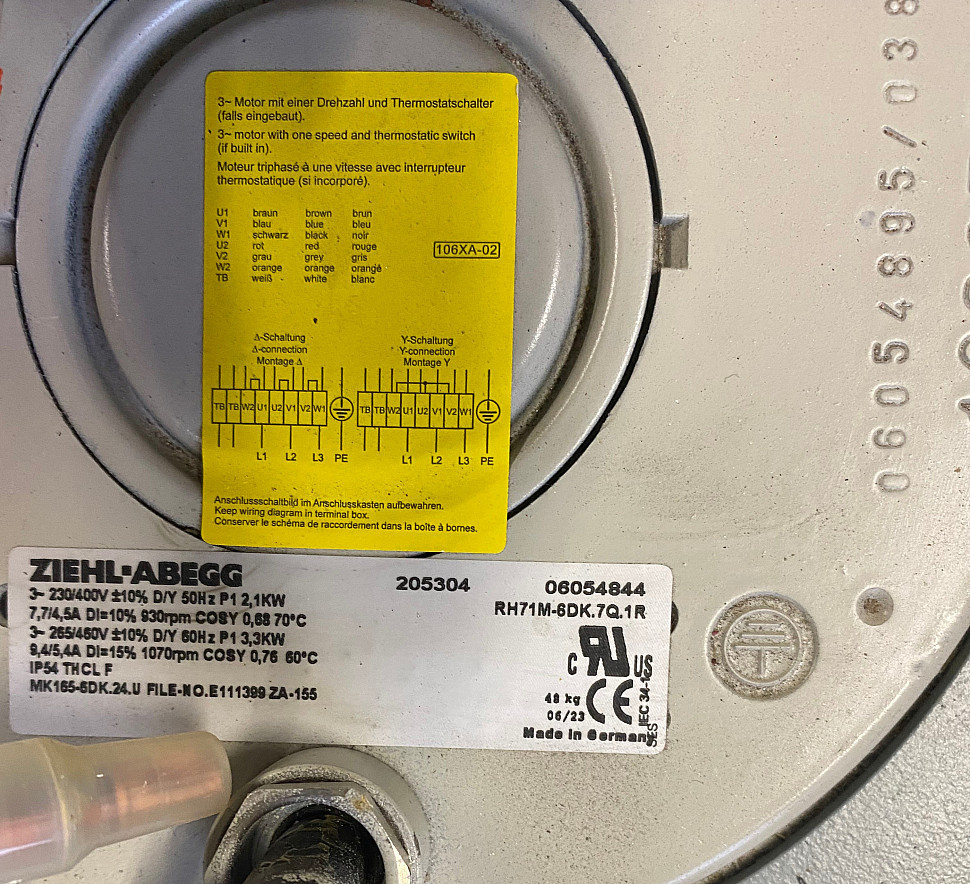 3~ Motor mit einer Drehzahl und Thermostatschalter
(falls eingebaut).
3~ motor with one speed and thermostatic switch
(if built in).
Moteur triphasé à une vitesse avec interrupteur
thermostatique (si incorporé).
U1 braun brown brun
V1 blau blue bleu
W1 schwarz black noir
U2 rot red rouge
V2 grau grey gris
W2 orange orange orange
TB weiß white blanc
106XA-02
Δ-Schaltung
Δ-connection
Montage Δ
TB TB W2 U1 U2 V1 V2 W1
L1 L2 L3 PE
Y-Schaltung
Y-connection
Montage Y
TB TB W2 U1 U2 V1 V2 W1
L1 L2 L3 PE
Anschlussschaltbild im Anschlusskasten aufbewahren.
Keep wiring diagram in terminal box.
Conserver le schéma de raccordement dans la boîte à bornes.
ZIEHL-ABEGG
3~ 230/400V ±10% D/Y 50Hz P1 2,1KW
7,7/4,5A DI=10% 930rpm COSY 0,68 70°C
3~ 265/460V ±10% D/Y 60Hz P1 3,3KW
9,4/5,4A DI=15% 1070rpm COSY 0,76 60°C
IP54 THCL F
MK165-6DK.24.U FILE-NO.E111399 ZA-155
205304
06054844
RH71M-6DK.7Q.1R
C RU US
48 kg
06/23
CE
Made in Germany
IEC 34-1
SES
06054895/038